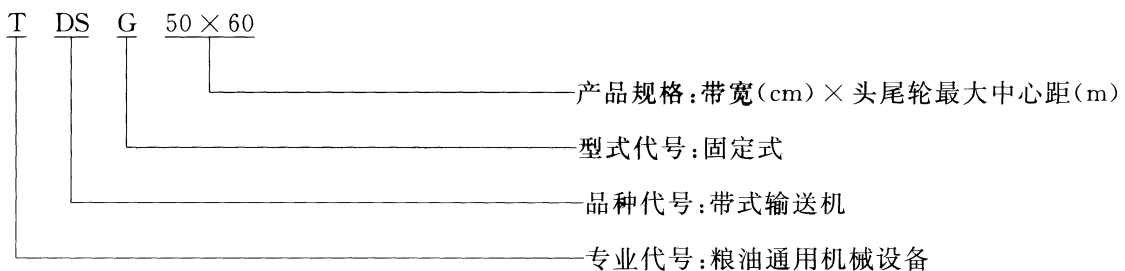 T DS G 50×60
产品规格:带宽(cm)×头尾轮最大中心距(m)
型式代号:固定式
品种代号:带式输送机
专业代号:粮油通用机械设备